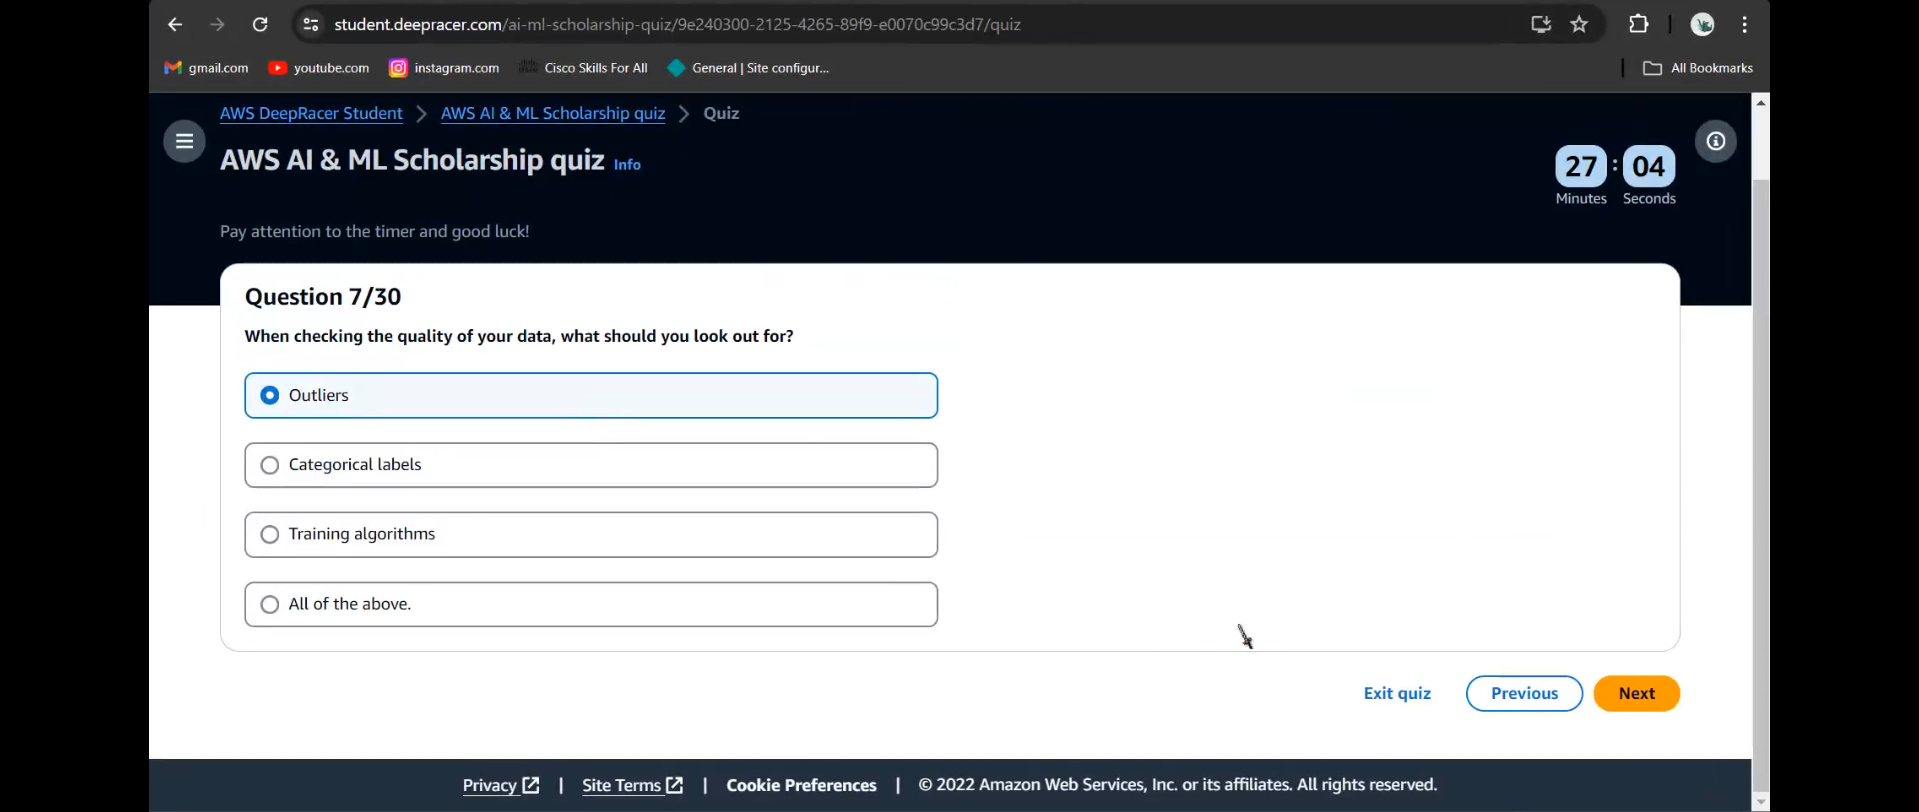 student.deepracer.com/ai-ml-scholarship-quiz/9e240300-2125-4265-89f9-e0070c99c3d7/quiz
gmail.com youtube.com instagram.com Cisco Skills For All General | Site configur... All Bookmarks
AWS DeepRacer Student > AWS AI & ML Scholarship quiz > Quiz
AWS AI & ML Scholarship quiz Info
27 : 04
Minutes Seconds
Pay attention to the timer and good luck!
Question 7/30
When checking the quality of your data, what should you look out for?
Outliers
Categorical labels
Training algorithms
All of the above.
Exit quiz Previous Next
Privacy | Site Terms | Cookie Preferences | © 2022 Amazon Web Services, Inc. or its affiliates. All rights reserved.